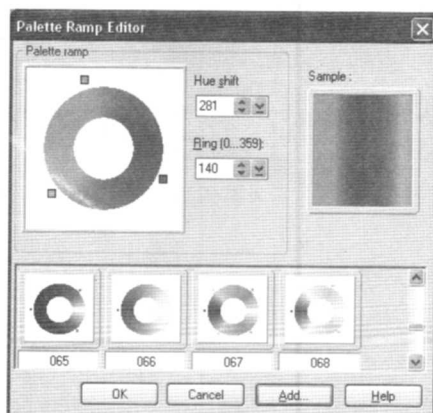 Palette Ramp Editor
Palette ramp
Hue shift
281
Ring (0...359):
140
Sample :
065 066 067 068
OK Cancel Add... Help